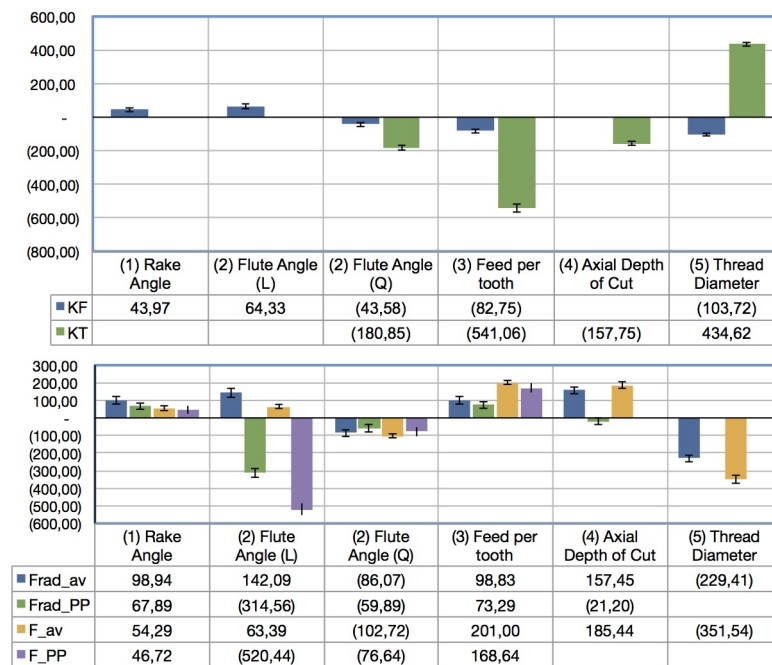 600,00
400,00
200,00
-
(200,00)
(400,00)
(600,00)
(800,00)
(1) Rake Angle (2) Flute Angle (L) (2) Flute Angle (Q) (3) Feed per tooth (4) Axial Depth of Cut (5) Thread Diameter
KF 43,97 64,33 (43,58) (82,75) (103,72)
KT (180,85) (541,06) (157,75) 434,62
300,00
200,00
100,00
-
(100,00)
(200,00)
(300,00)
(400,00)
(500,00)
(600,00)
(1) Rake Angle (2) Flute Angle (L) (2) Flute Angle (Q) (3) Feed per tooth (4) Axial Depth of Cut (5) Thread Diameter
Frad_av 98,94 142,09 (86,07) 98,83 157,45 (229,41)
Frad_PP 67,89 (314,56) (59,89) 73,29 (21,20)
F_av 54,29 63,39 (102,72) 201,00 185,44 (351,54)
F_PP 46,72 (520,44) (76,64) 168,64